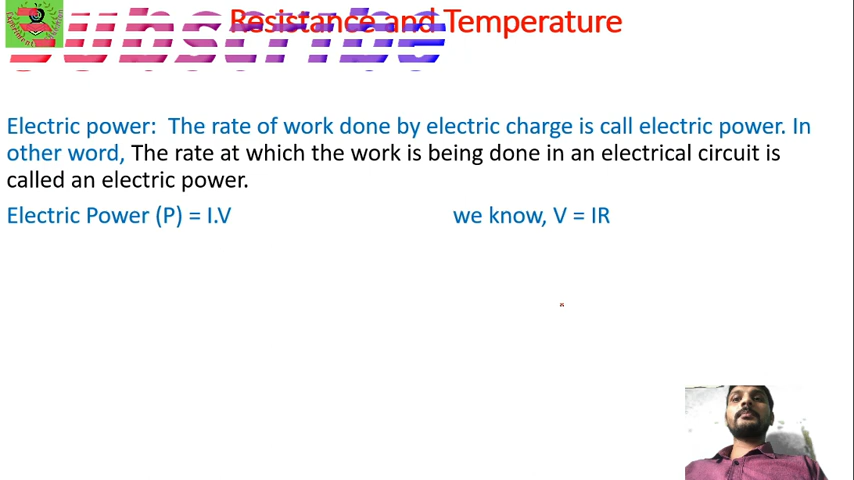 Resistance and Temperature
Subscribe
Electric power: The rate of work done by electric charge is call electric power. In
other word, The rate at which the work is being done in an electrical circuit is
called an electric power.
Electric Power (P) = I.V we know, V = IR